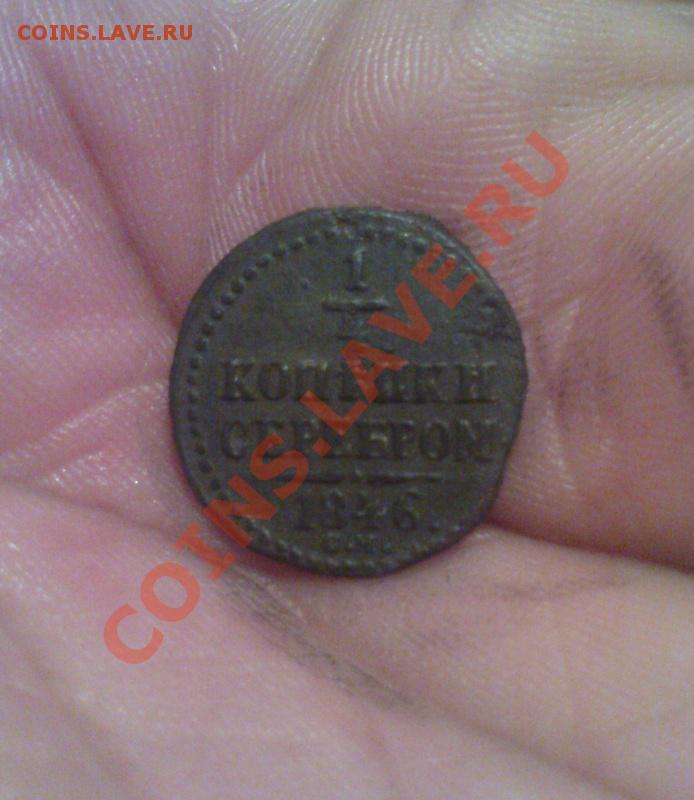 COINS.LAVE.RU
1
КОПѢЙКИ
СЕРЕБРОМ
1846.
С.М.
COINS.LAVE.RU